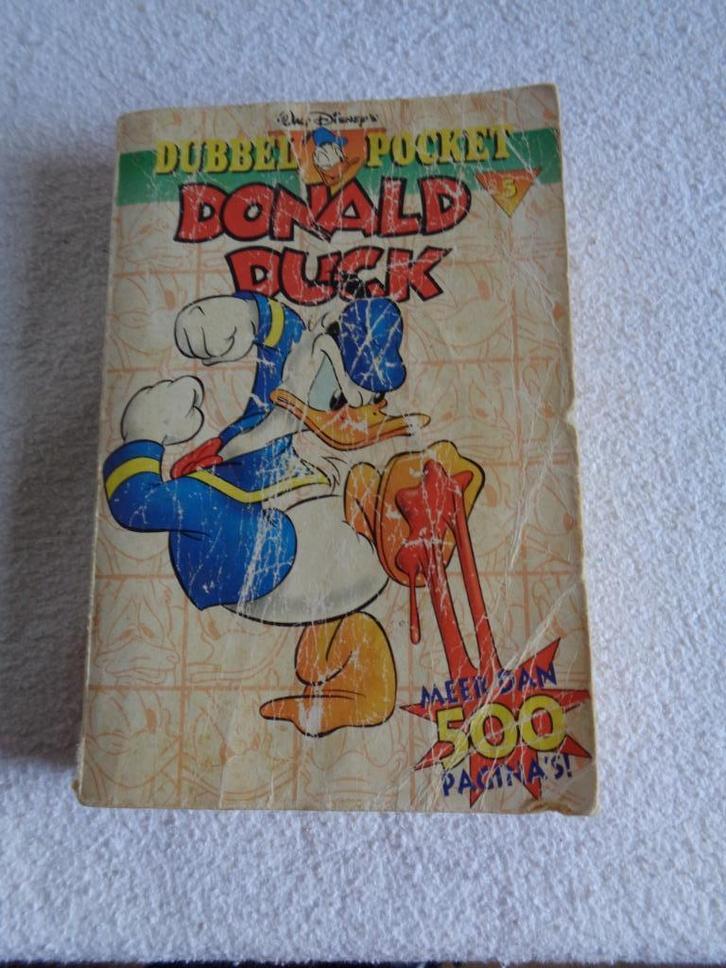 Walt Disney's
DUBBEL POCKET
5
DONALD
DUCK
MEER DAN
500
PAGINA'S!